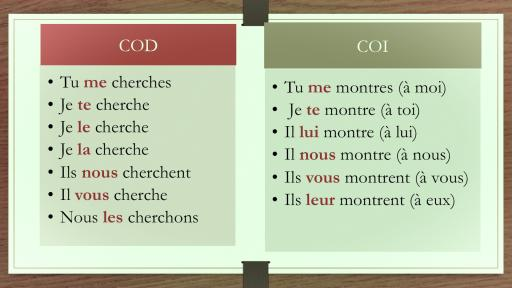 COD
• Tu me cherches
• Je te cherche
• Je le cherche
• Je la cherche
• Ils nous cherchent
• Il vous cherche
• Nous les cherchons
COI
• Tu me montres (à moi)
• Je te montre (à toi)
• Il lui montre (à lui)
• Il nous montre (à nous)
• Ils vous montrent (à vous)
• Ils leur montrent (à eux)